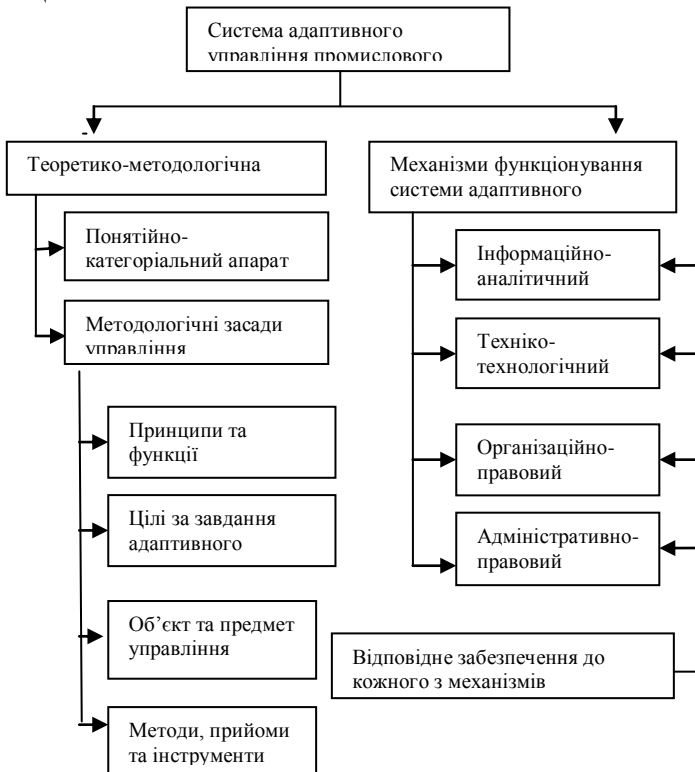 Система адаптивного
управління промислового
Теоретико-методологічна
Понятійно-
категоріальний апарат
Методологічні засади
управління
Принципи та
функції
Цілі за завдання
адаптивного
Об’єкт та предмет
управління
Методи, прийоми
та інструменти
Механізми функціонування
системи адаптивного
Інформаційно-
аналітичний
Техніко-
технологічний
Організаційно-
правовий
Адміністративно-
правовий
Відповідне забезпечення до
кожного з механізмів